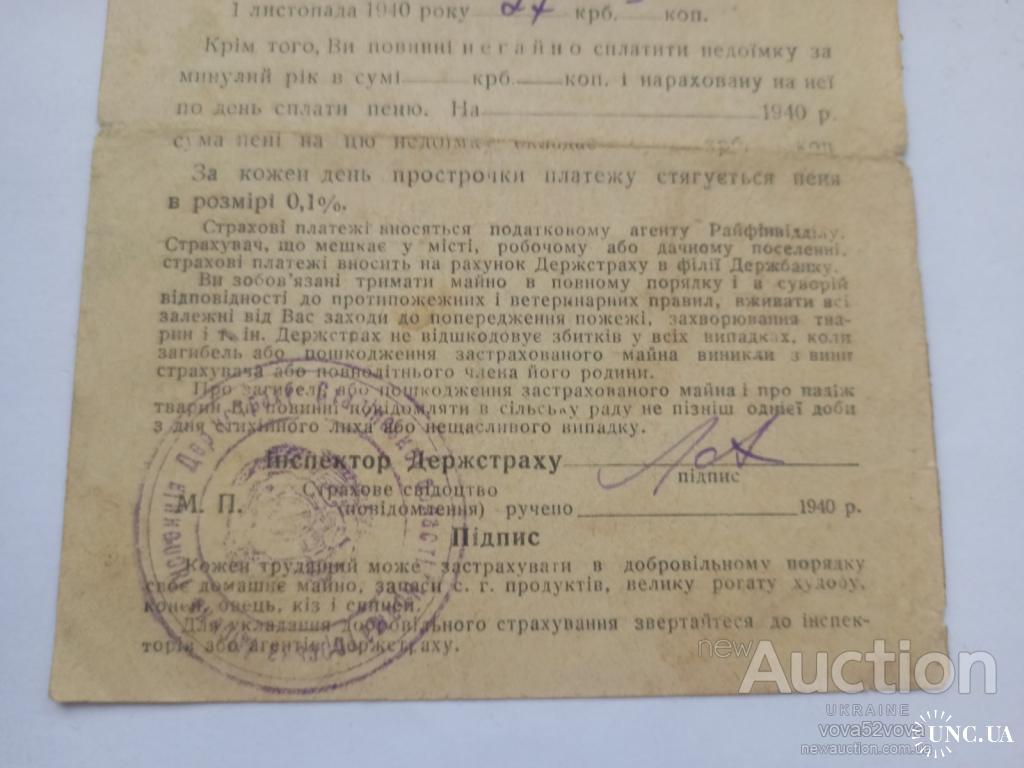 1 листопада 1940 року 27 крб. — коп.
Крім того, Ви повинні негайно сплатити недоїмку за
минулий рік в сумі крб. коп. і нараховану на неї
по день сплати пеню. На 1940 р.
сума пені на цю недоїмку складає крб. коп
За кожен день прострочки платежу стягується пеня
в розмірі 0,1%.
Страхові платежі вносяться податковому агенту Райфінвідділу.
Страхувач, що мешкає у місті, робочому або дачному поселенні,
страхові платежі вносить на рахунок Держстраху в філії Держбанку.
Ви зобов'язані тримати майно в повному порядку і в суворій
відповідності до протипожежних і ветеринарних правил, вживати всі
залежні від Вас заходи до попередження пожежі, захворювання тва-
рин і т. ін. Держстрах не відшкодовує збитків у усіх випадках, коли
загибель або пошкодження застрахованого майна виникли з вини
страхувача або повнолітнього члена його родини.
Про загибель або пошкодження застрахованого майна і про падіж
тварин Ви повинні повідомляти в сільську раду не пізніш однієї доби
з дня стихійного лиха або нещасливого випадку.
Інспектор Держстраху
підпис
М. П.
Страхове свідоцтво
(повідомлення) ручено 1940 р.
Підпис
Кожен трудящий може застрахувати в добровільному порядку
своє домашнє майно, запаси с. г. продуктів, велику рогату худобу,
коней, овець, кіз і свиней.
Для укладання добровільного страхування звертайтеся до інспек-
торів або агентів Держстраху.
newAuction
UKRAINE
vova52vova
newauction.com.ua
UNC.UA